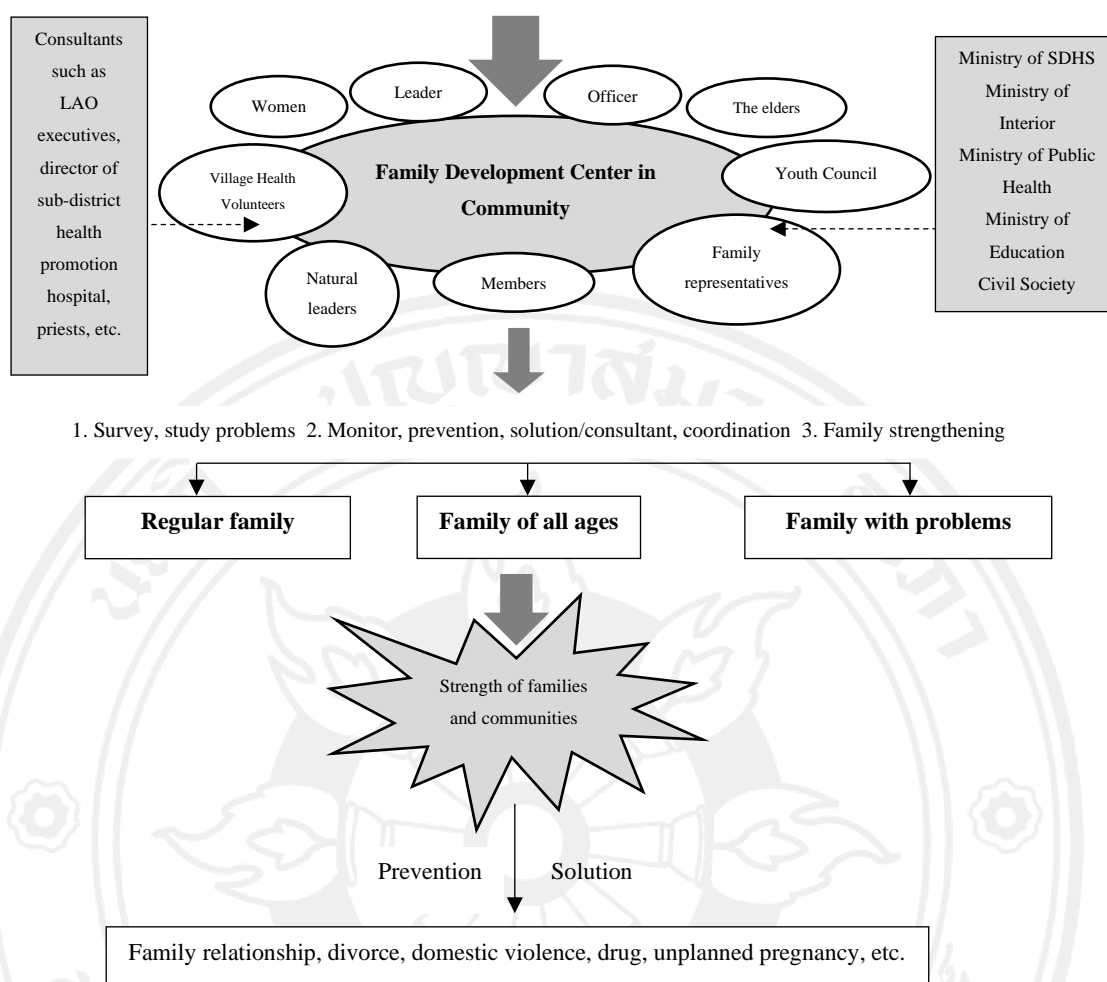 Consultants
such as
LAO
executives,
director of
sub-district
health
promotion
hospital,
priests, etc.
Women
Leader
Officer
The elders
Village Health
Volunteers
Family Development Center in
Community
Youth Council
Natural
leaders
Members
Family
representatives
Ministry of SDHS
Ministry of
Interior
Ministry of Public
Health
Ministry of
Education
Civil Society
1. Survey, study problems 2. Monitor, prevention, solution/consultant, coordination 3. Family strengthening
Regular family
Family of all ages
Family with problems
Strength of families
and communities
Prevention
Solution
Family relationship, divorce, domestic violence, drug, unplanned pregnancy, etc.